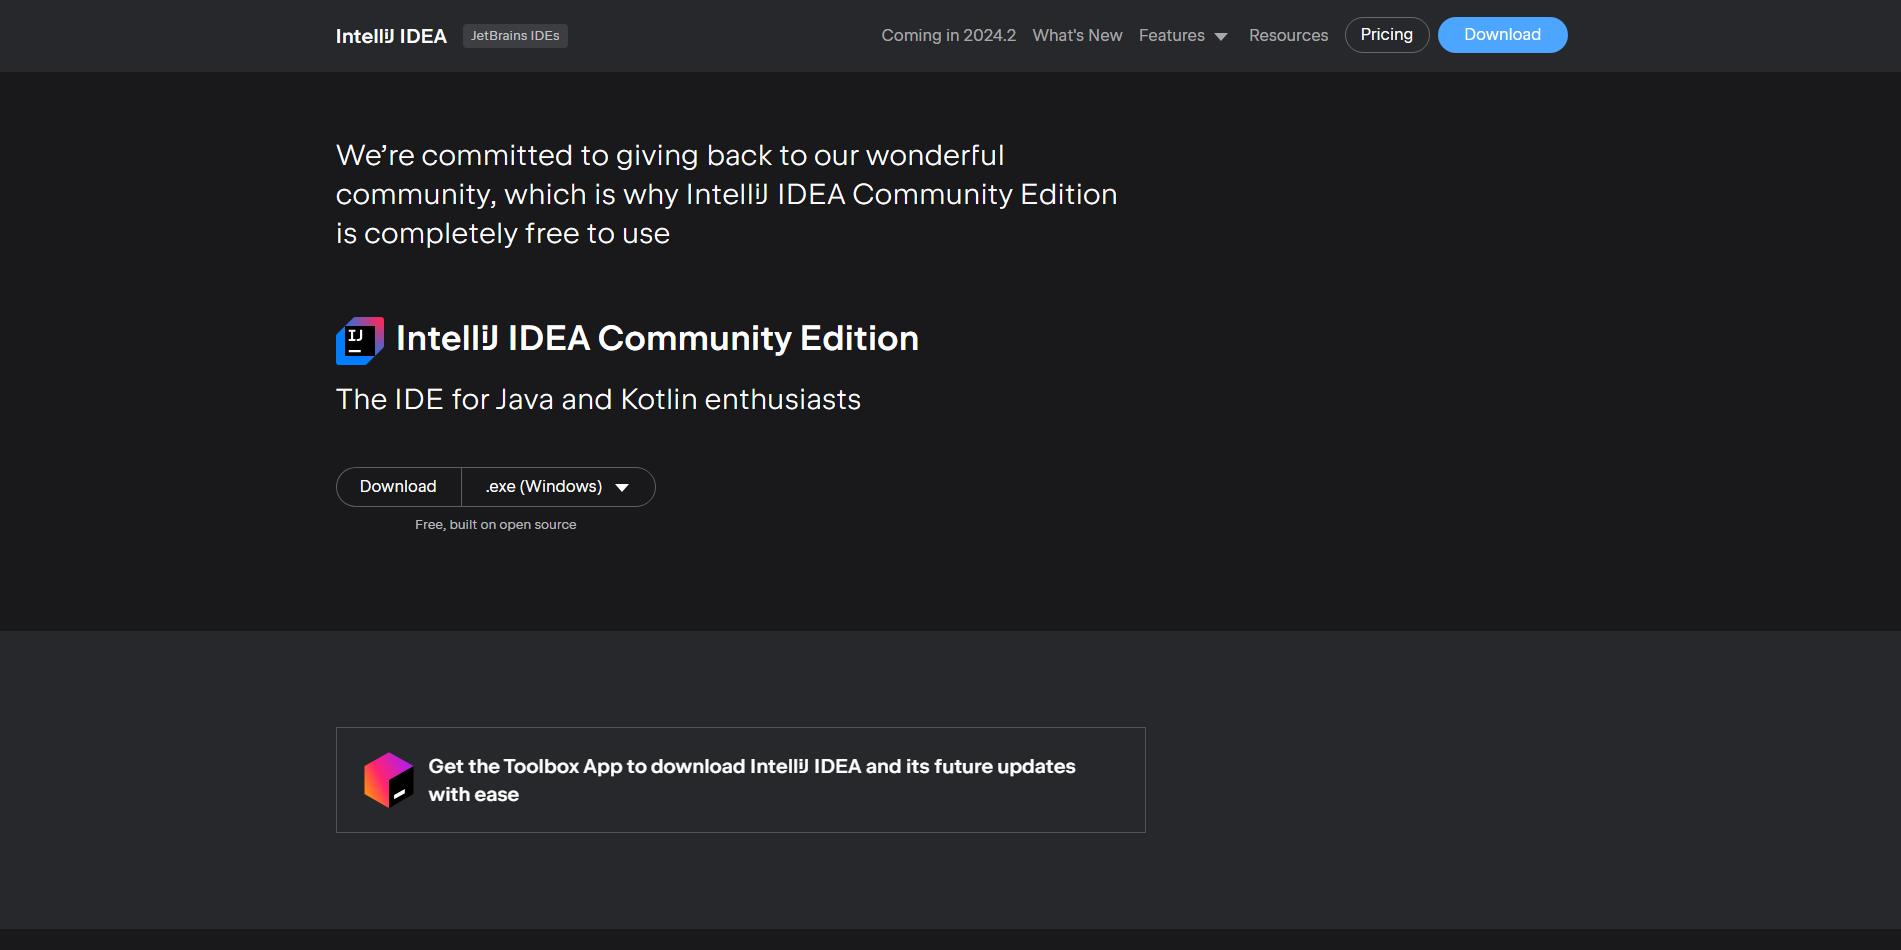 IntelliJ IDEA
JetBrains IDEs
Coming in 2024.2
What's New
Features
Resources
Pricing
Download
We’re committed to giving back to our wonderful
community, which is why IntelliJ IDEA Community Edition
is completely free to use
IJ
IntelliJ IDEA Community Edition
The IDE for Java and Kotlin enthusiasts
Download
.exe (Windows)
Free, built on open source
Get the Toolbox App to download IntelliJ IDEA and its future updates
with ease